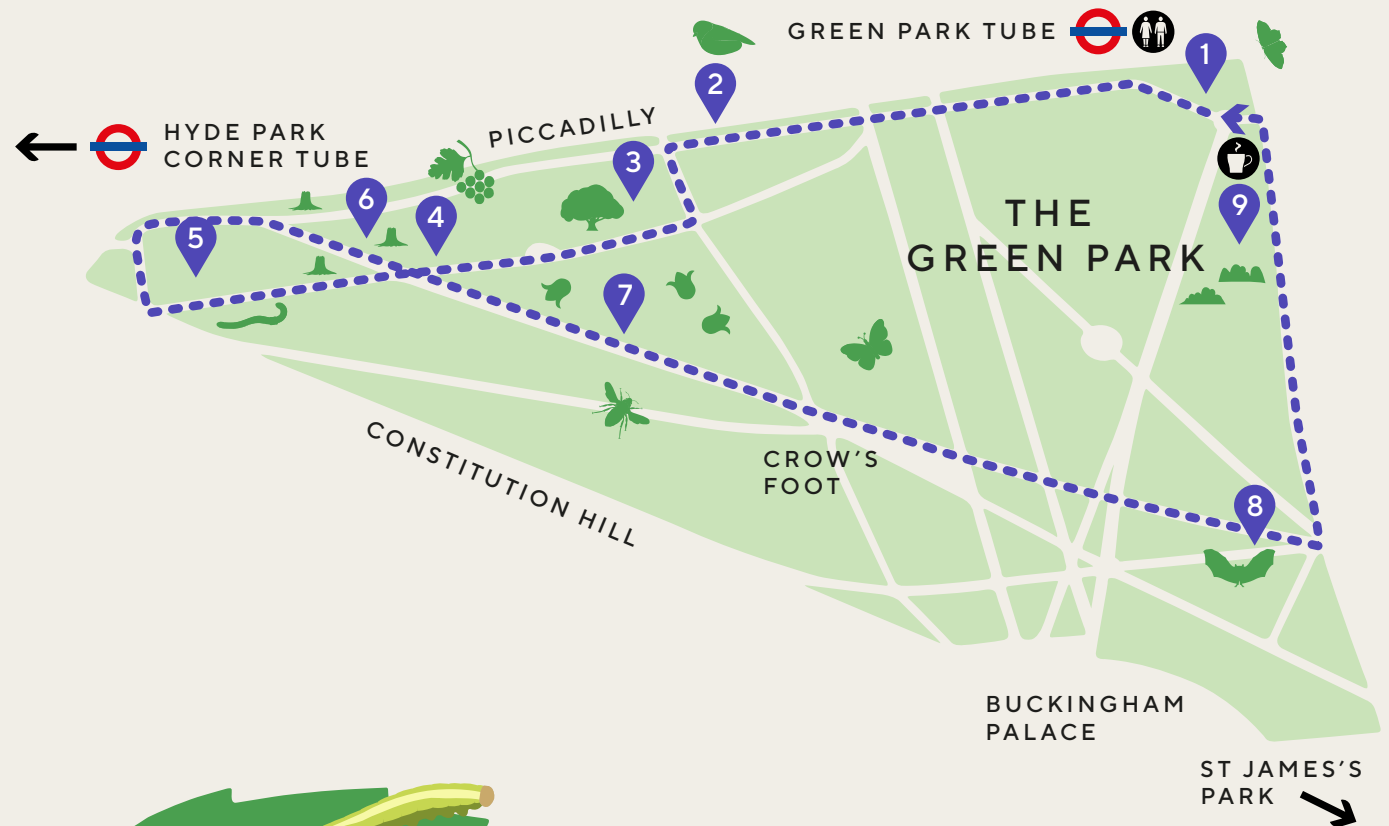 GREEN PARK TUBE
1
2
PICCADILLY
HYDE PARK
CORNER TUBE
3
6
4
5
9
THE
GREEN PARK
7
CONSTITUTION HILL
CROW'S
FOOT
8
BUCKINGHAM
PALACE
ST JAMES'S
PARK